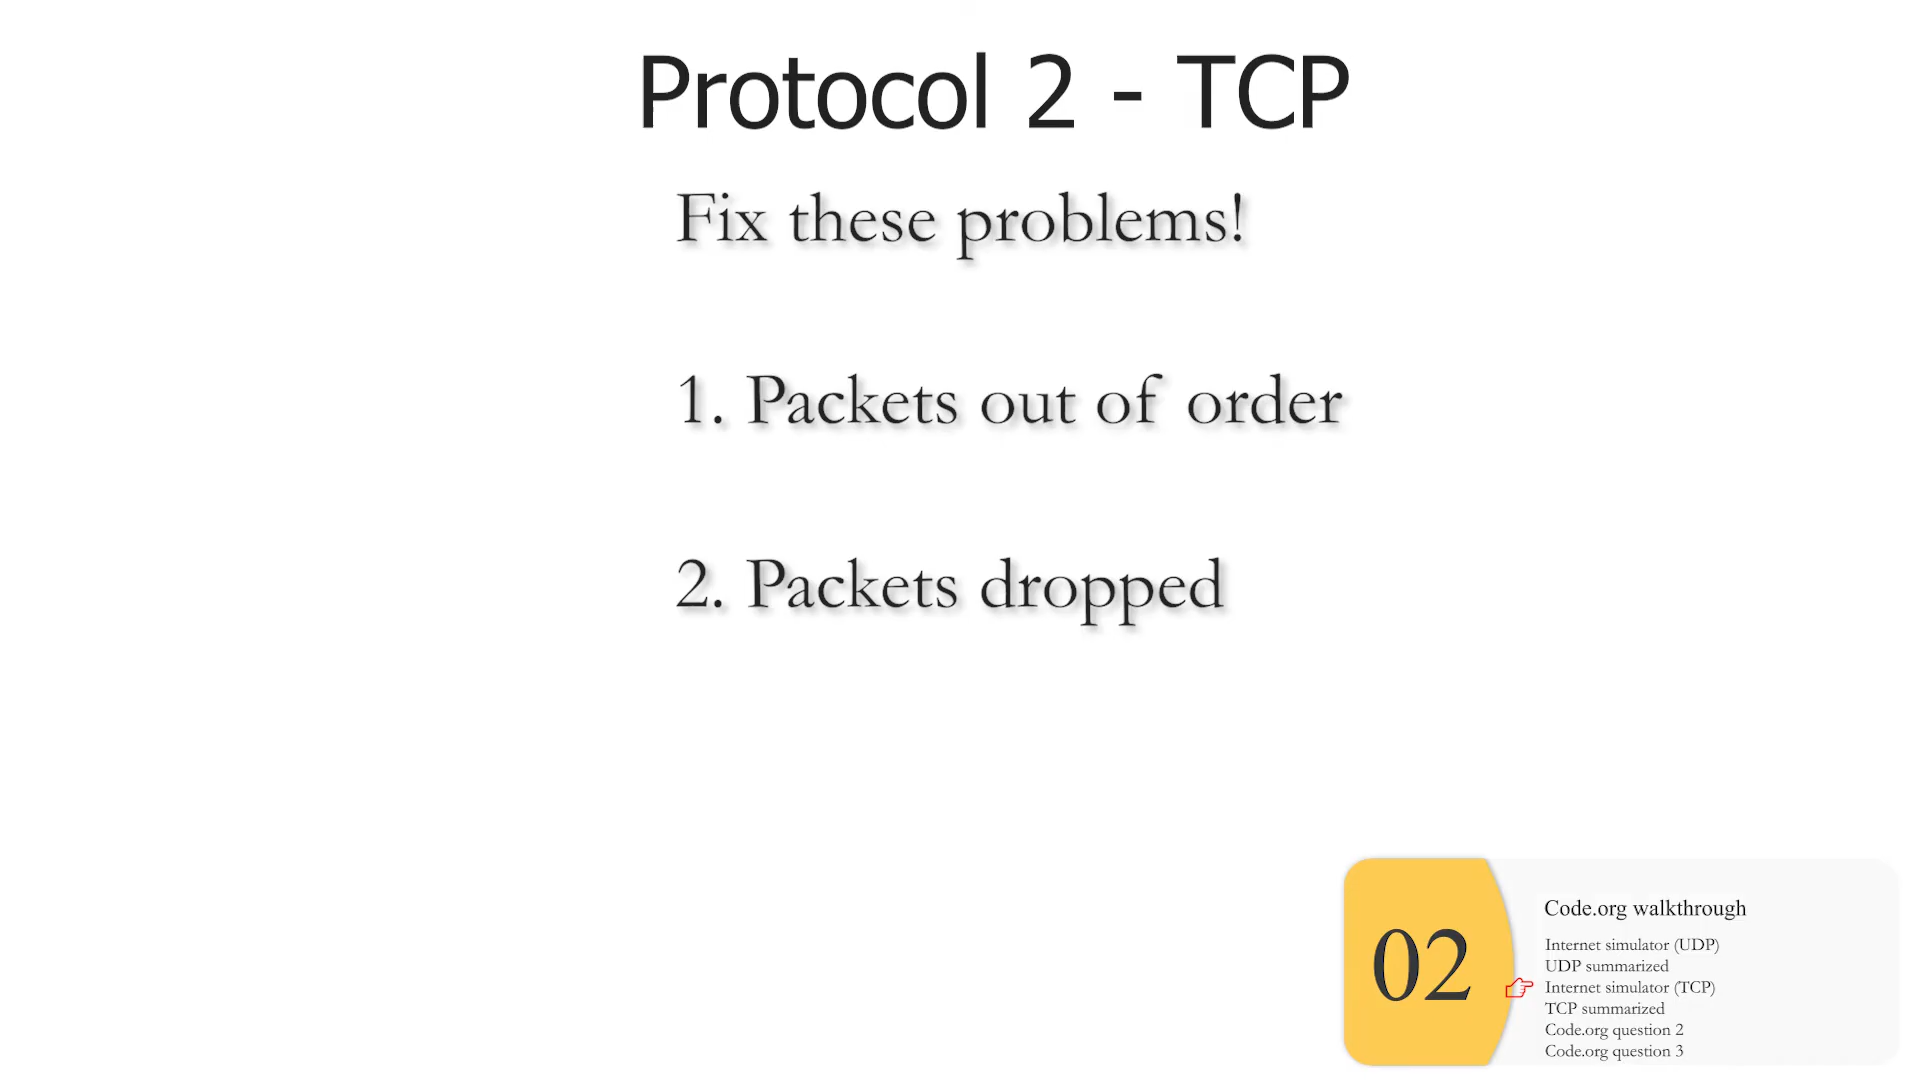 Protocol 2 - TCP
Fix these problems!
1. Packets out of order
2. Packets dropped
02
Code.org walkthrough
Internet simulator (UDP)
UDP summarized
Internet simulator (TCP)
TCP summarized
Code.org question 2
Code.org question 3